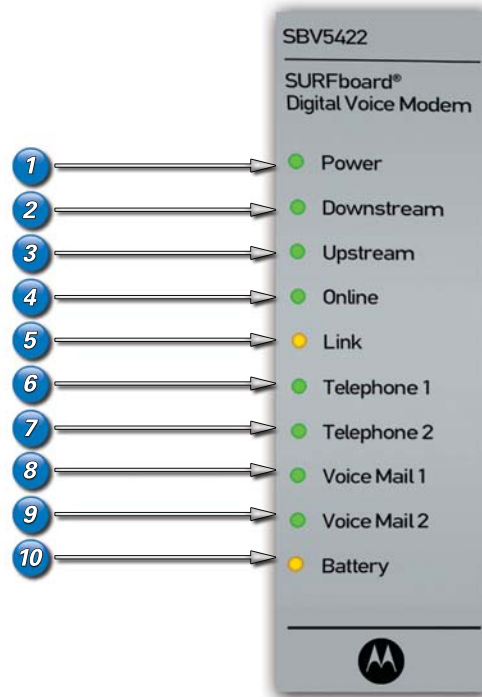 SBV5422
SURFboard®
Digital Voice Modem
1 Power
2 Downstream
3 Upstream
4 Online
5 Link
6 Telephone 1
7 Telephone 2
8 Voice Mail 1
9 Voice Mail 2
10 Battery